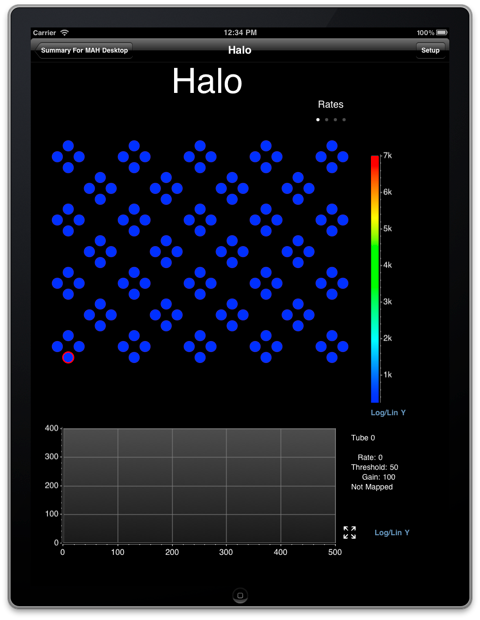 Carrier 12:34 PM 100%
Summary For MAH Desktop Halo Setup
Halo
Rates
7k
6k
5k
4k
3k
2k
1k
Log/Lin Y
400
300
200
100
0
0 100 200 300 400 500
Tube 0
Rate: 0
Threshold: 50
Gain: 100
Not Mapped
Log/Lin Y